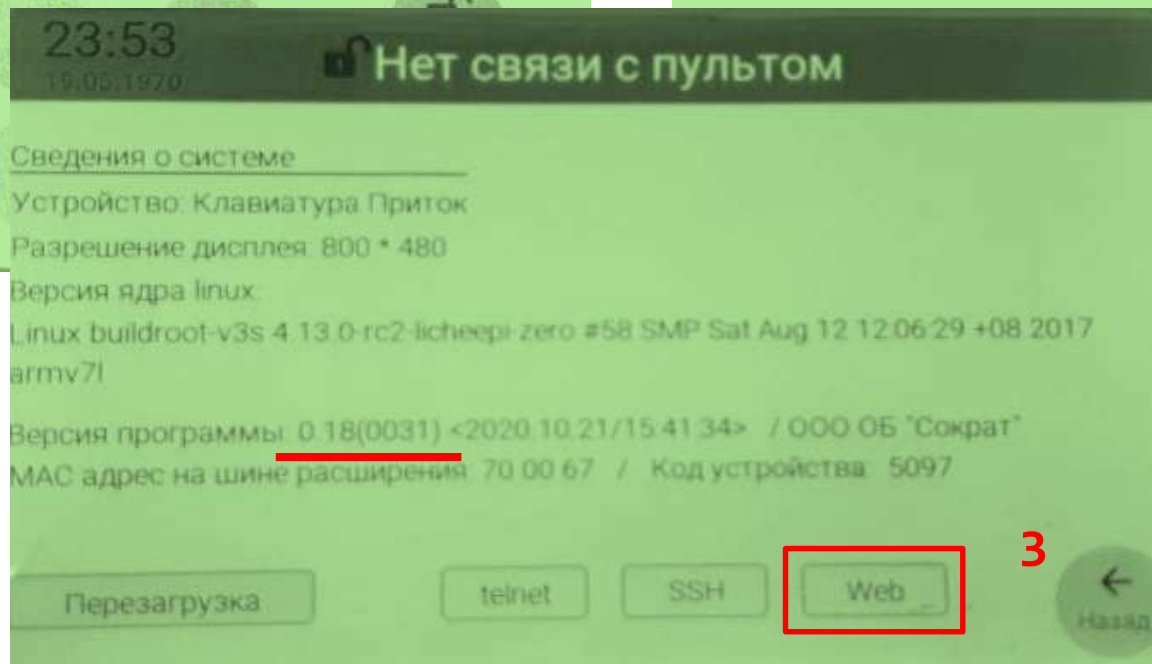 23:53
19.05.1970
Нет связи с пультом
Сведения о системе
Устройство: Клавиатура Приток
Разрешение дисплея: 800 * 480
Версия ядра linux:
Linux buildroot-v3s 4.13.0-rc2-licheepi-zero #58 SMP Sat Aug 12 12:06:29 +08 2017
armv7l
Версия программы: 0.18(0031) <2020.10.21/15:41:34> / ООО ОБ "Сократ"
МАС адрес на шине расширения: 70 00 67 / Код устройства: 5097
3
Перезагрузка telnet SSH Web
Назад